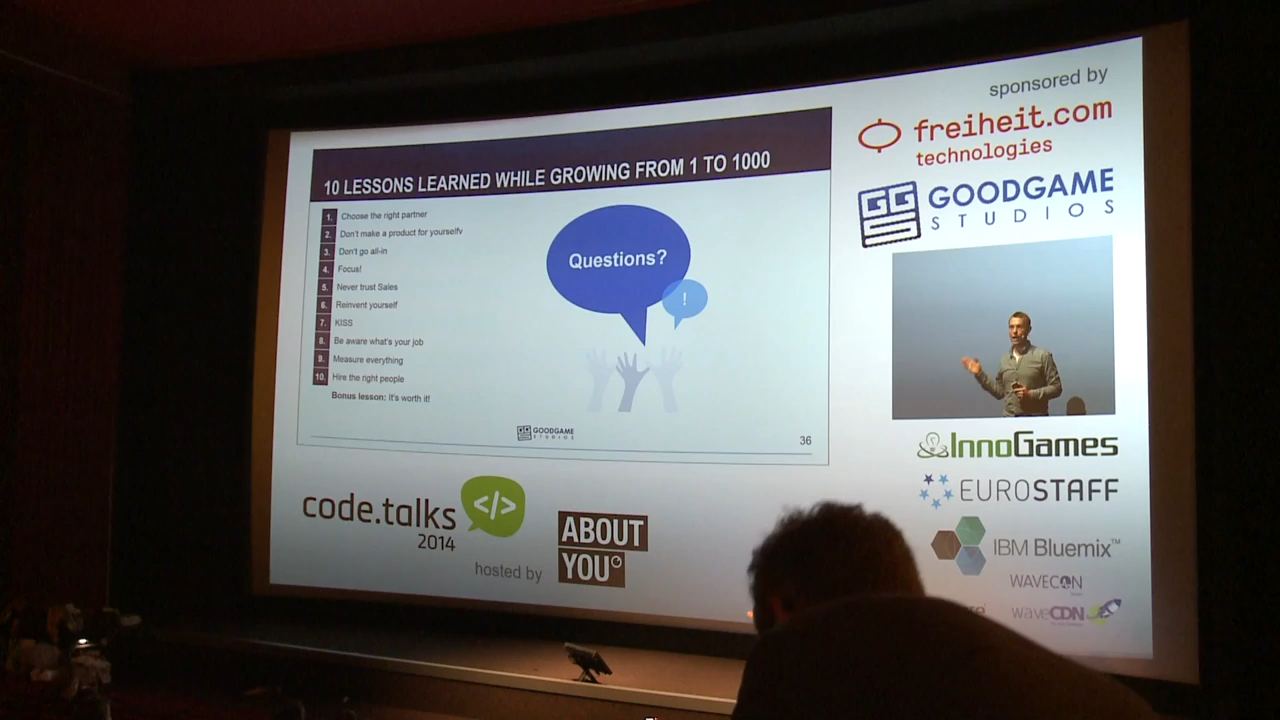 sponsored by
freiheit.com
technologies
GOODGAME
STUDIOS
10 LESSONS LEARNED WHILE GROWING FROM 1 TO 1000
1. Choose the right partner
2. Don't make a product for yourselfv
3. Don't go all-in
4. Focus!
5. Never trust Sales
6. Reinvent yourself
7. KISS
8. Be aware what's your job
9. Measure everything
10. Hire the right people
Bonus lesson: It's worth it!
Questions?
!
GOODGAME
STUDIOS
36
InnoGames
EUROSTAFF
IBM Bluemix™
WAVECON
waveCDN
code.talks
</>
2014
hosted by
ABOUT
YOU